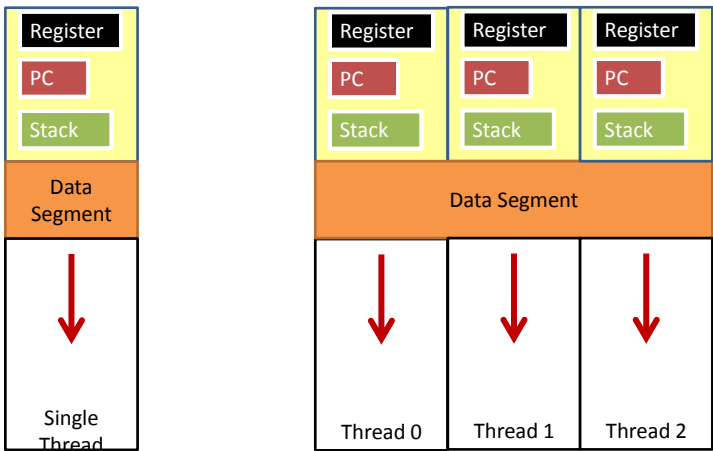 Register
PC
Stack
Data
Segment
Single
Thread
Register
PC
Stack
Register
PC
Stack
Register
PC
Stack
Data Segment
Thread 0
Thread 1
Thread 2